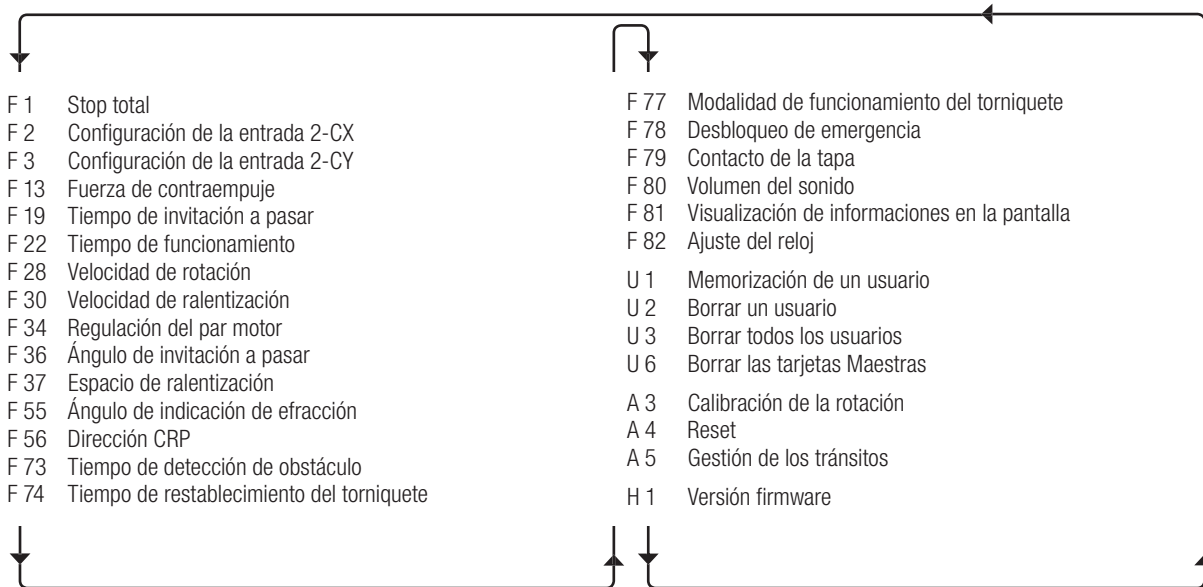 F 1 Stop total
F 2 Configuración de la entrada 2-CX
F 3 Configuración de la entrada 2-CY
F 13 Fuerza de contraempuje
F 19 Tiempo de invitación a pasar
F 22 Tiempo de funcionamiento
F 28 Velocidad de rotación
F 30 Velocidad de ralentización
F 34 Regulación del par motor
F 36 Ángulo de invitación a pasar
F 37 Espacio de ralentización
F 55 Ángulo de indicación de efracción
F 56 Dirección CRP
F 73 Tiempo de detección de obstáculo
F 74 Tiempo de restablecimiento del torniquete
F 77 Modalidad de funcionamiento del torniquete
F 78 Desbloqueo de emergencia
F 79 Contacto de la tapa
F 80 Volumen del sonido
F 81 Visualización de informaciones en la pantalla
F 82 Ajuste del reloj
U 1 Memorización de un usuario
U 2 Borrar un usuario
U 3 Borrar todos los usuarios
U 6 Borrar las tarjetas Maestras
A 3 Calibración de la rotación
A 4 Reset
A 5 Gestión de los tránsitos
H 1 Versión firmware